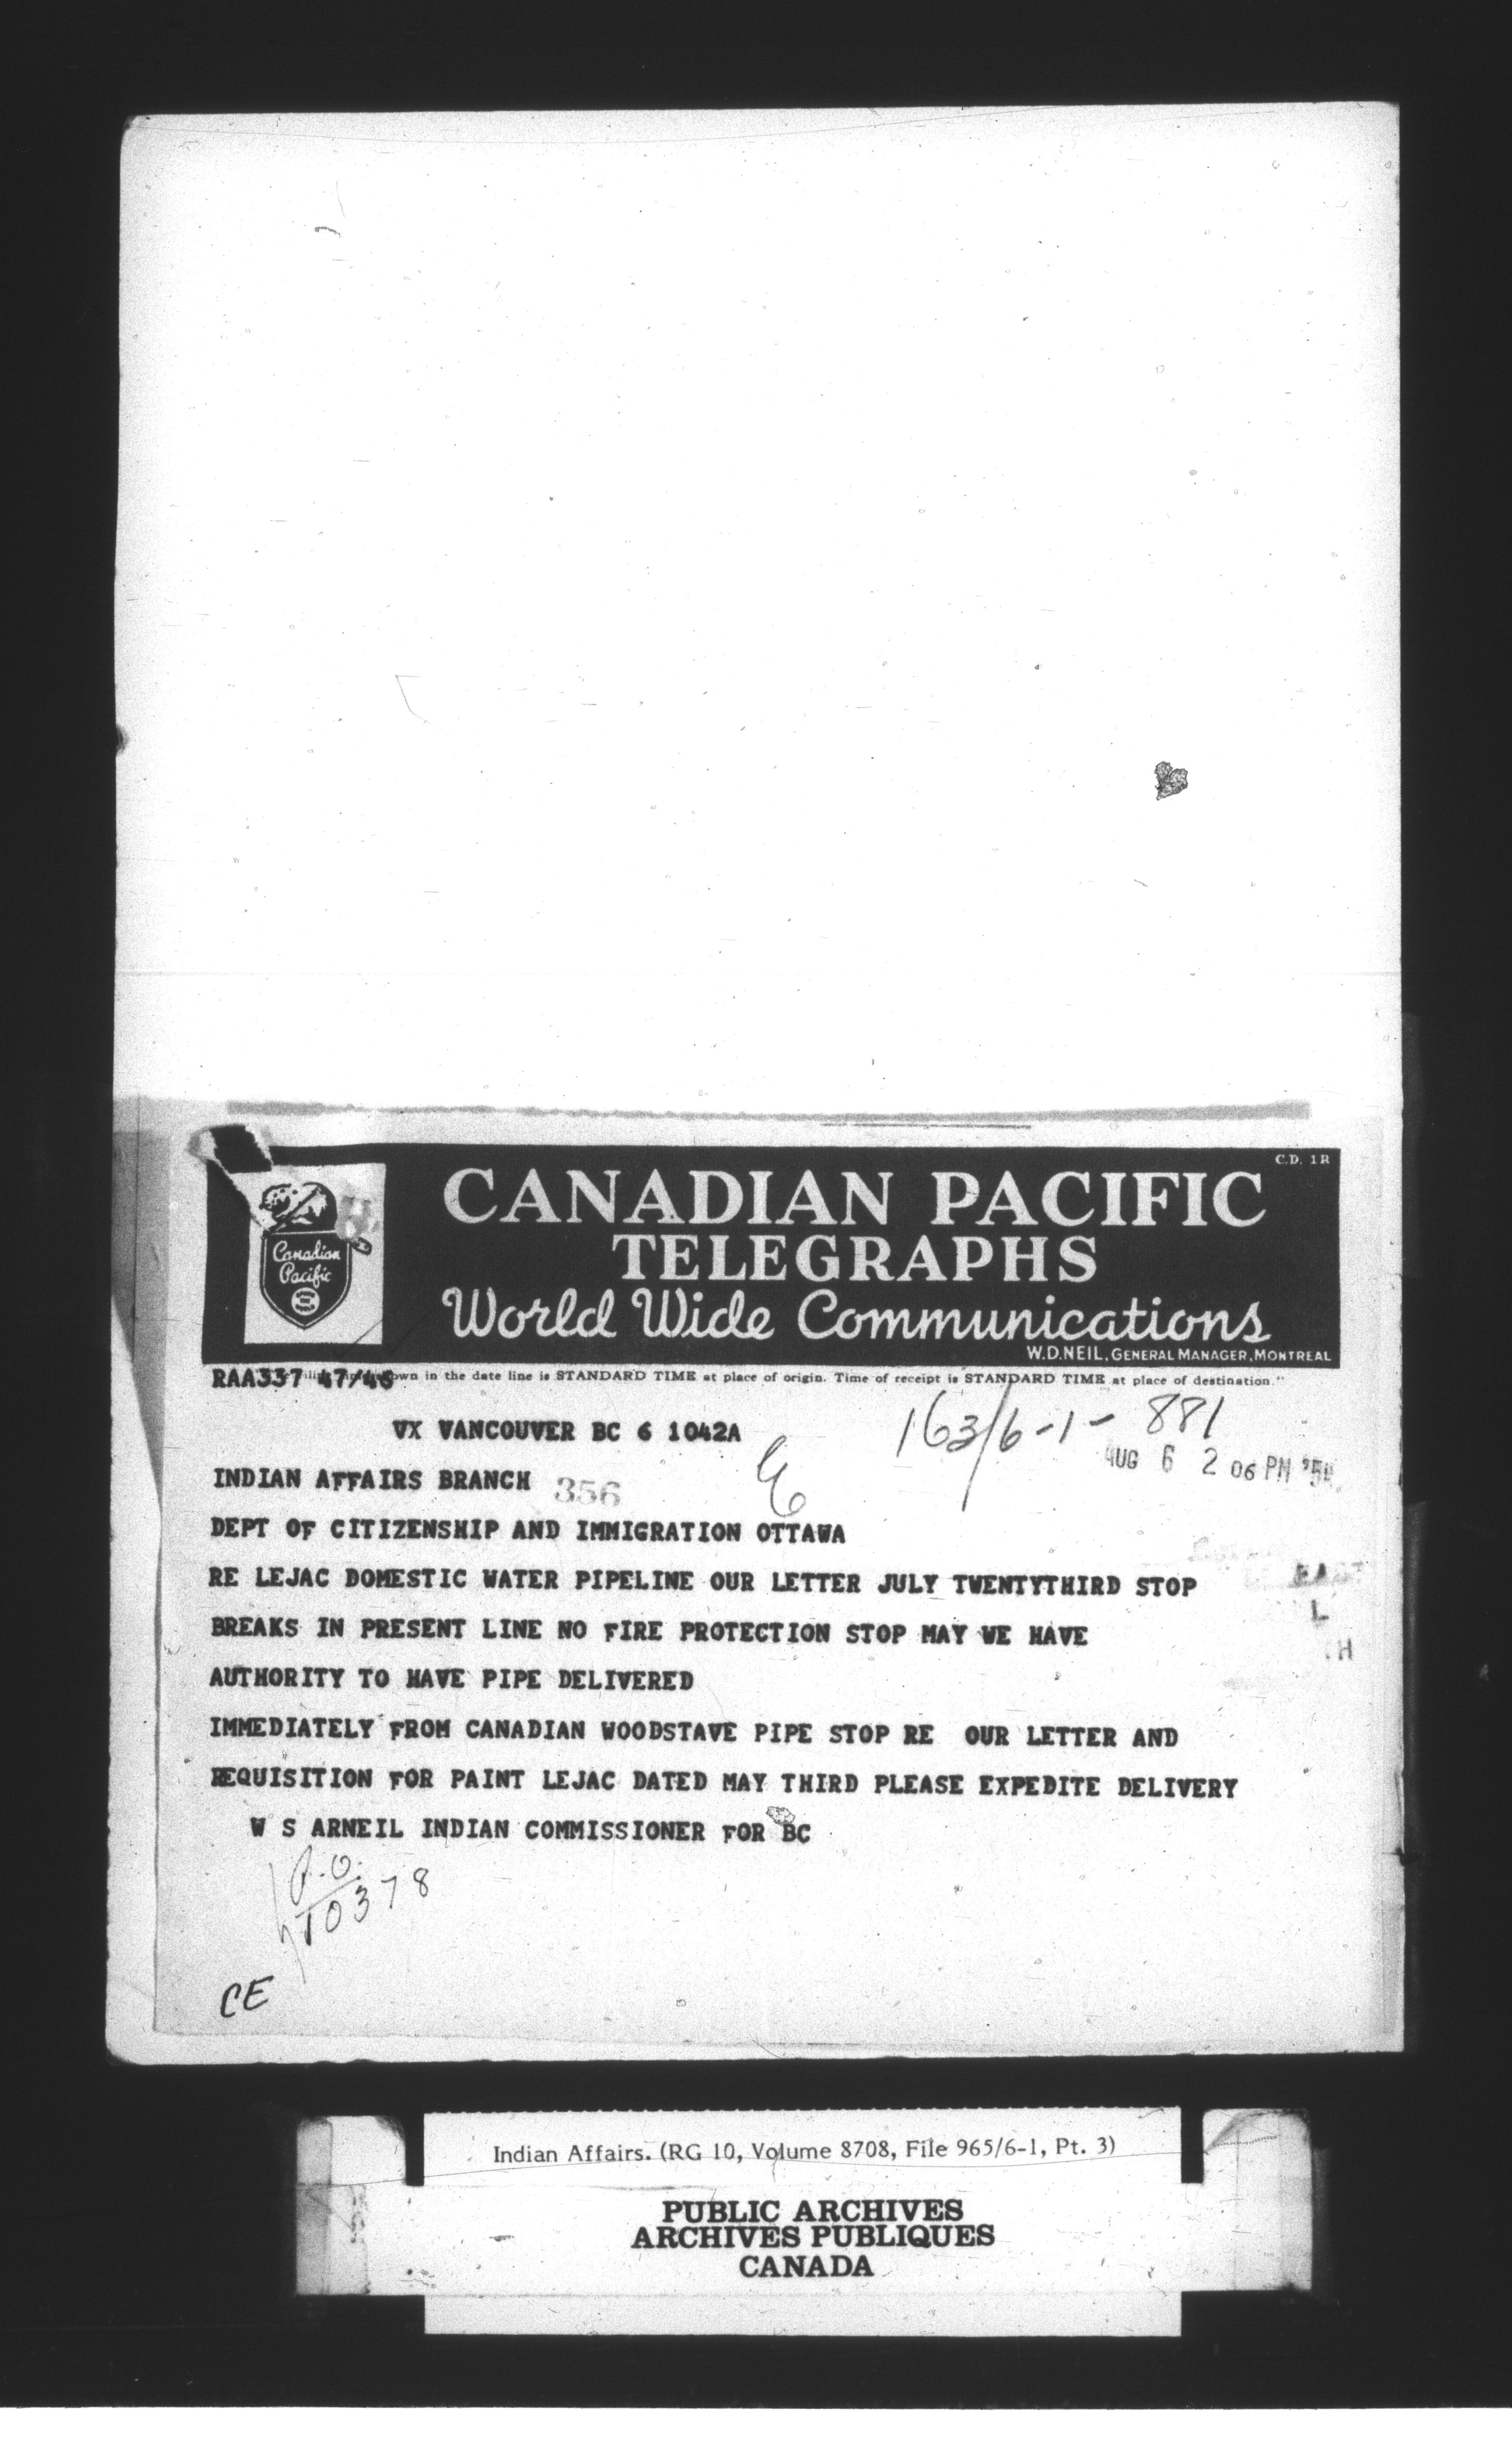 C.D. 1R
CANADIAN PACIFIC
TELEGRAPHS
World Wide Communications
W.D.NEIL, GENERAL MANAGER, MONTREAL
Canadian
Pacific
RAA337 47/46 own in the date line is STANDARD TIME at place of origin. Time of receipt is STANDARD TIME at place of destination."
163/6-1-881
VX VANCOUVER BC 6 1042A
AUG 6 2 06 PM
INDIAN AFFAIRS BRANCH 356
DEPT OF CITIZENSHIP AND IMMIGRATION OTTAWA
RE LEJAC DOMESTIC WATER PIPELINE OUR LETTER JULY TWENTYTHIRD STOP
BREAKS IN PRESENT LINE NO FIRE PROTECTION STOP MAY WE HAVE
AUTHORITY TO HAVE PIPE DELIVERED
IMMEDIATELY FROM CANADIAN WOODSTAVE PIPE STOP RE OUR LETTER AND
REQUISITION FOR PAINT LEJAC DATED MAY THIRD PLEASE EXPEDITE DELIVERY
W S ARNEIL INDIAN COMMISSIONER FOR BC
P.O.
10378
CE
Indian Affairs. (RG 10, Volume 8708, File 965/6-1, Pt. 3)
PUBLIC ARCHIVES
ARCHIVES PUBLIQUES
CANADA